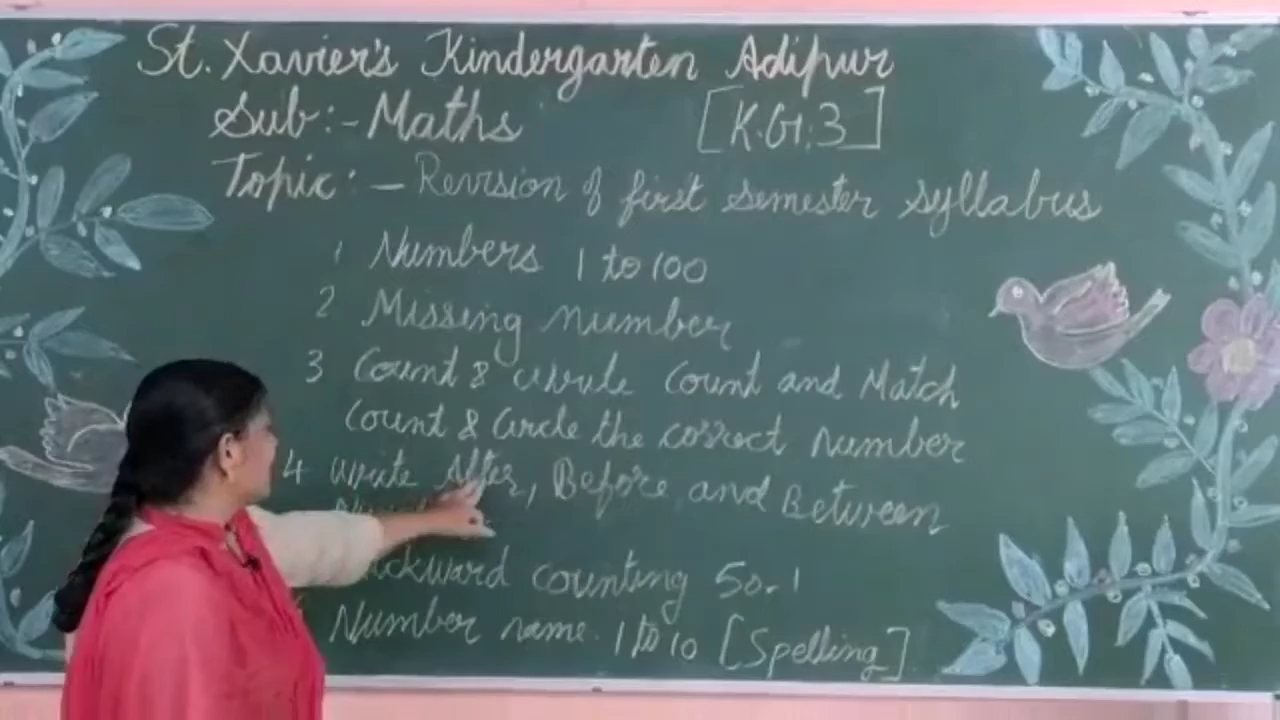 St. Xavier's Kindergarten Adipur
Sub:- Maths [K.G:3]
Topic:- Revision of first semester syllabus
1 Numbers 1 to 100
2 Missing number
3 Count & write Count and Match
Count & Circle the correct Number
4 Write After, Before, and Between
counting 50-1
Number name. 1 to 10 [Spelling]